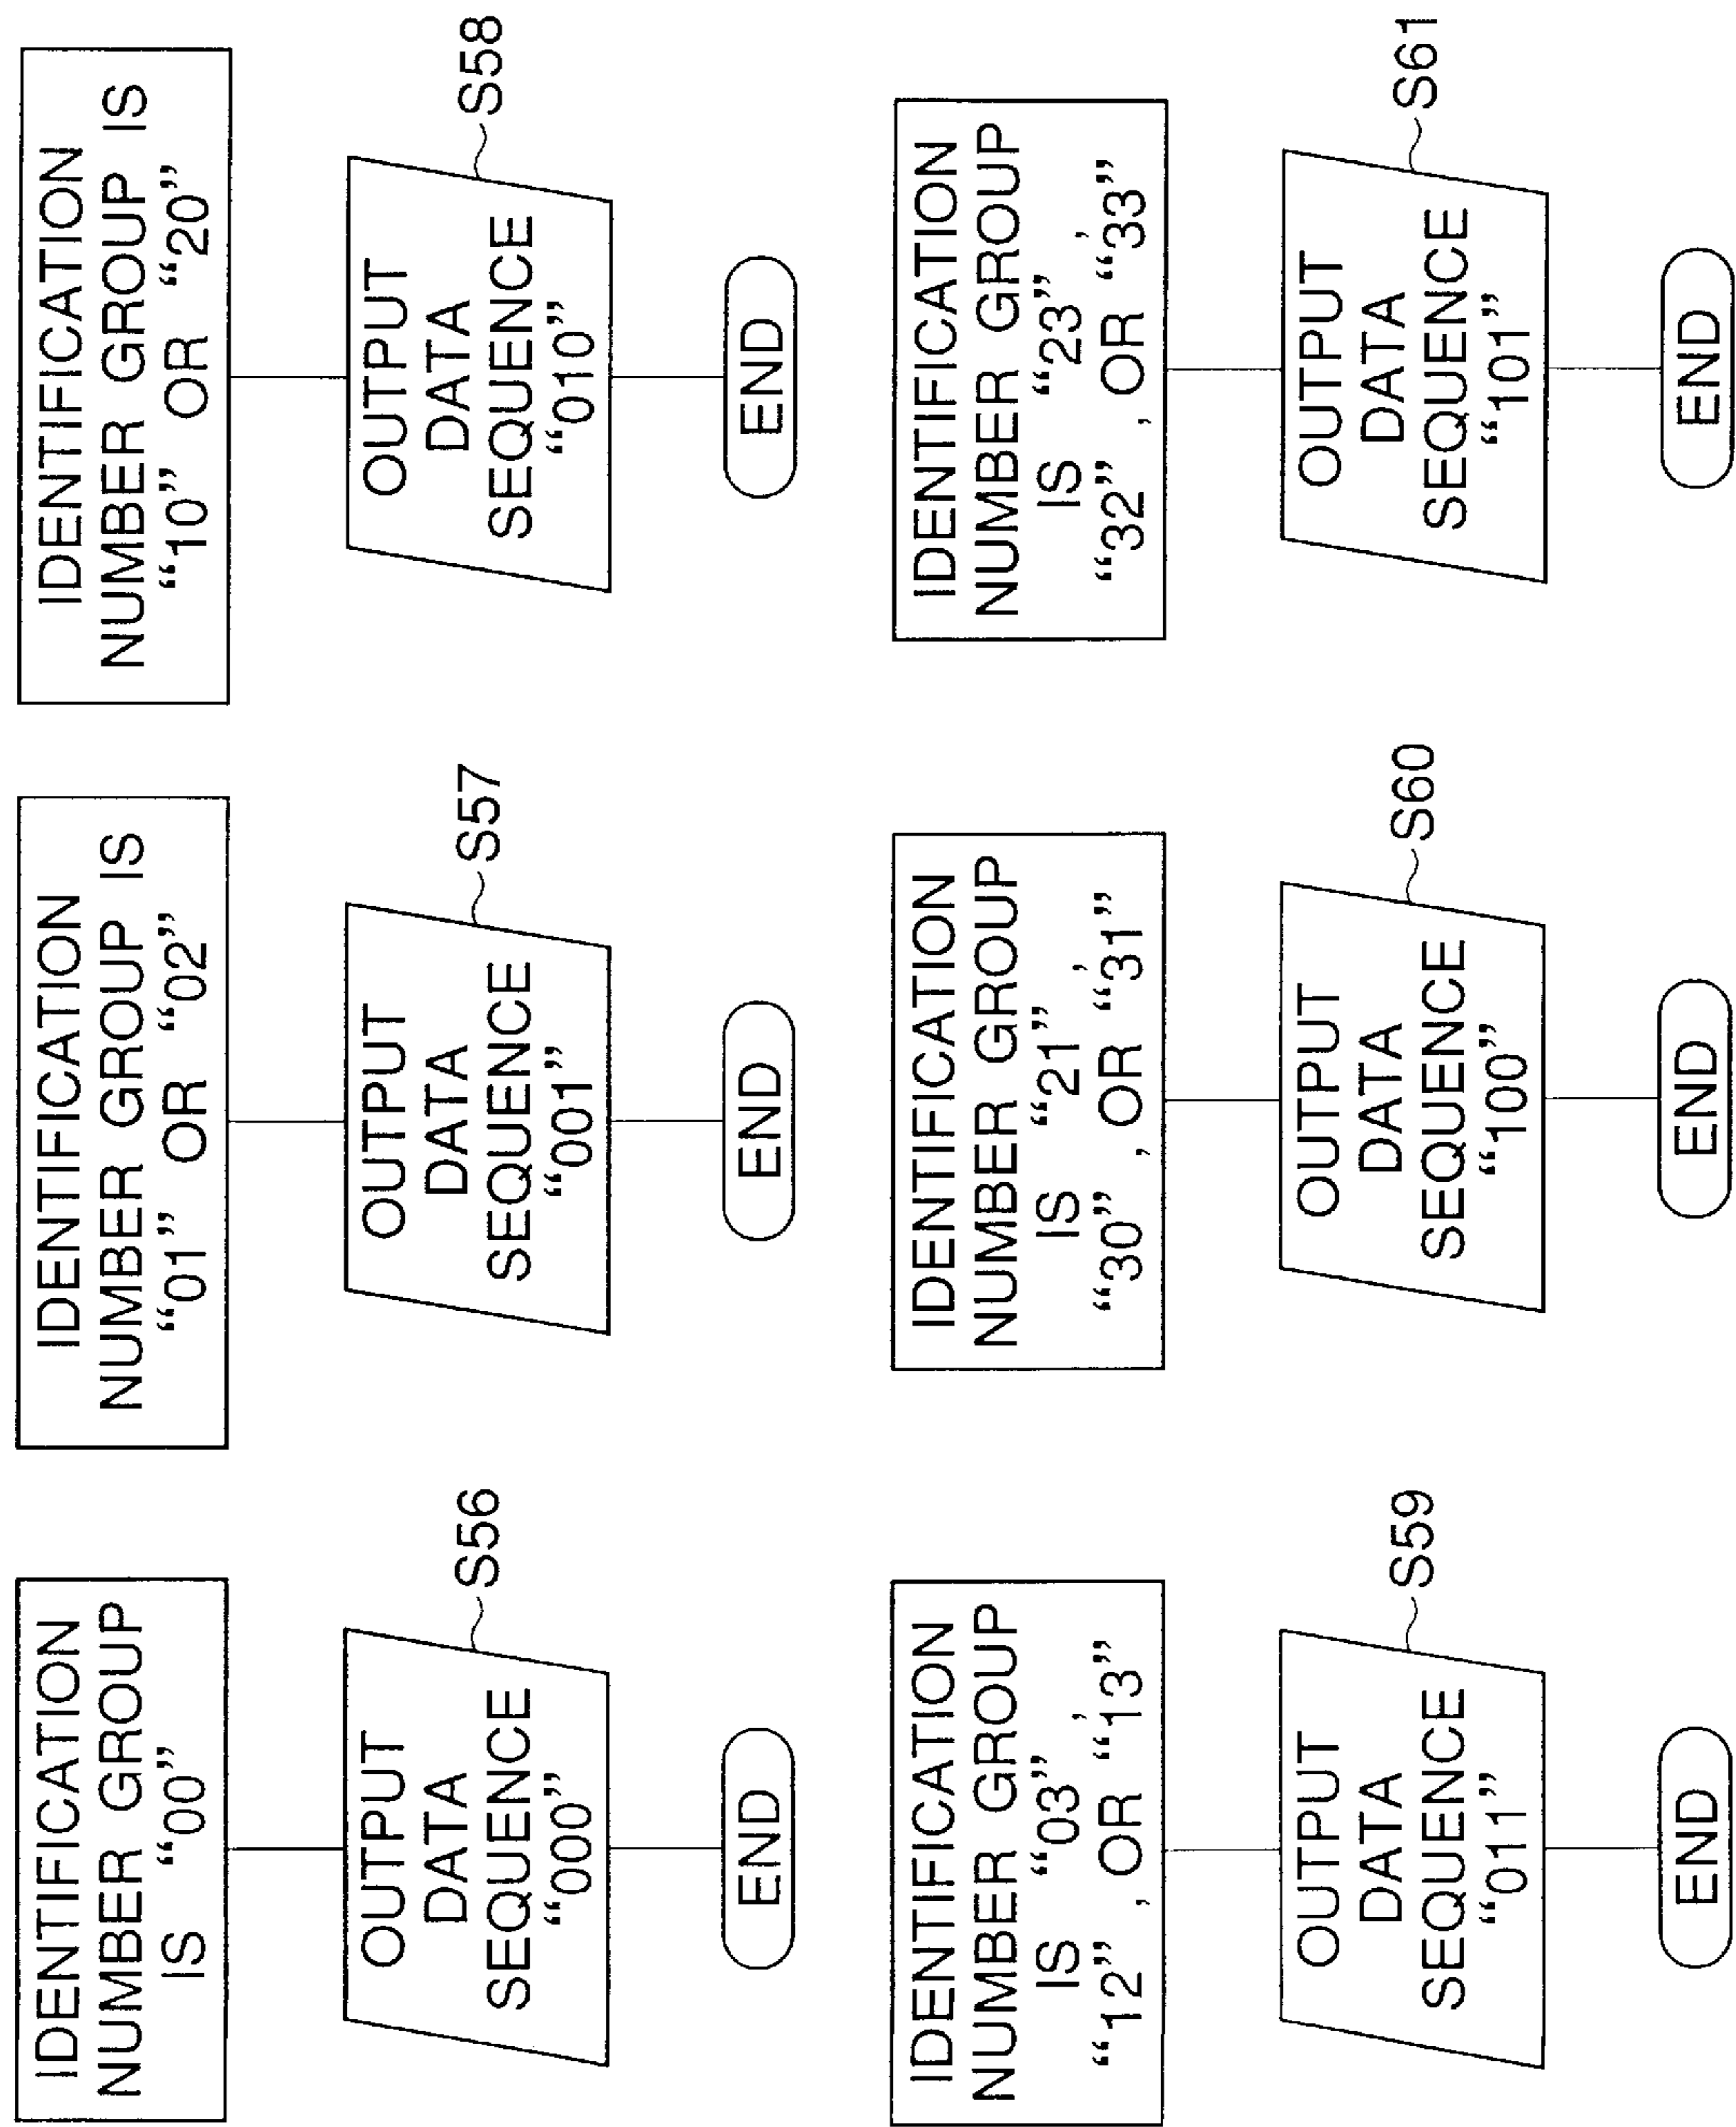 IDENTIFICATION
NUMBER GROUP
IS “00”
OUTPUT
DATA
SEQUENCE
“000”
S56
END
IDENTIFICATION
NUMBER GROUP IS
“01” OR “02”
OUTPUT
DATA
SEQUENCE
“001”
S57
END
IDENTIFICATION
NUMBER GROUP IS
“10” OR “20”
OUTPUT
DATA
SEQUENCE
“010”
S58
END
IDENTIFICATION
NUMBER GROUP
IS “03”,
“12”, OR “13”
OUTPUT
DATA
SEQUENCE
“011”
S59
END
IDENTIFICATION
NUMBER GROUP
IS “21”,
“30”, OR “31”
OUTPUT
DATA
SEQUENCE
“100”
S60
END
IDENTIFICATION
NUMBER GROUP
IS “23”,
“32”, OR “33”
OUTPUT
DATA
SEQUENCE
“101”
S61
END